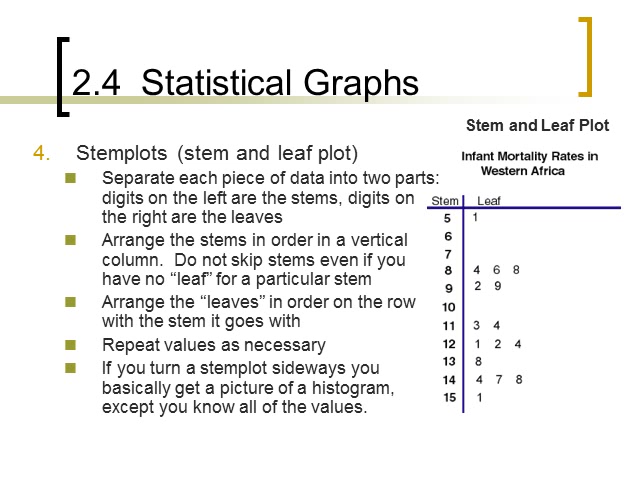 2.4 Statistical Graphs
4. Stemplots (stem and leaf plot)
Separate each piece of data into two parts:
digits on the left are the stems, digits on
the right are the leaves
Arrange the stems in order in a vertical
column. Do not skip stems even if you
have no “leaf” for a particular stem
Arrange the “leaves” in order on the row
with the stem it goes with
Repeat values as necessary
If you turn a stemplot sideways you
basically get a picture of a histogram,
except you know all of the values.
Stem and Leaf Plot
Infant Mortality Rates in
Western Africa
Stem Leaf
5 1
6
7
8 4 6 8
9 2 9
10
11 3 4
12 1 2 4
13 8
14 4 7 8
15 1